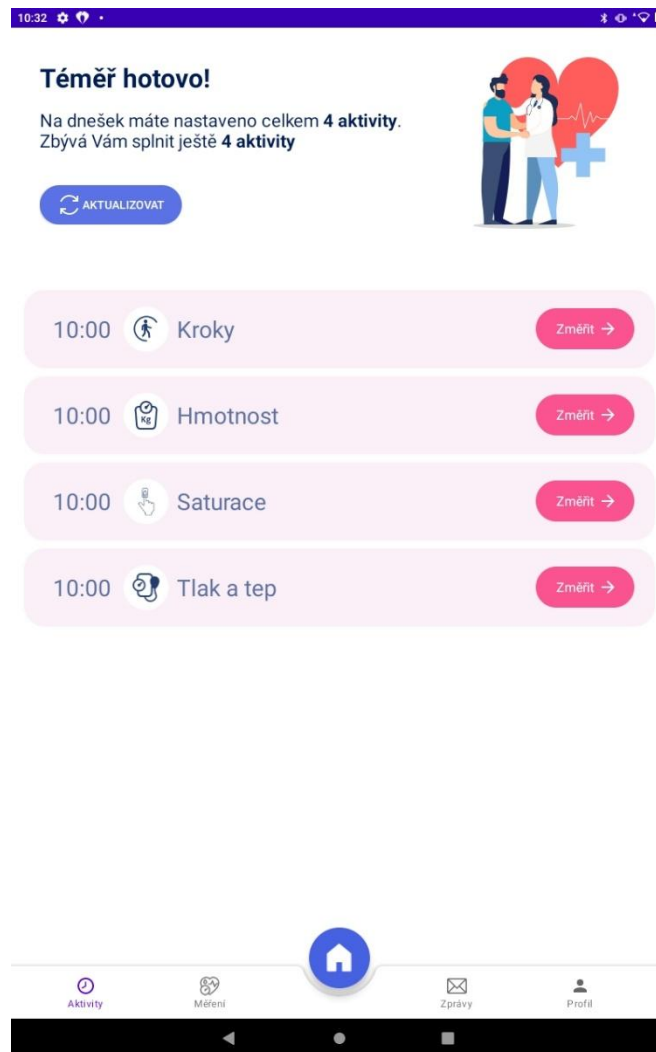 10:32
Téměř hotovo!
Na dnešek máte nastaveno celkem 4 aktivity.
Zbývá Vám splnit ještě 4 aktivity
AKTUALIZOVAT
10:00 Kroky Změřit →
10:00 Kg Hmotnost Změřit →
10:00 Saturace Změřit →
10:00 Tlak a tep Změřit →
Aktivity Měření Zprávy Profil